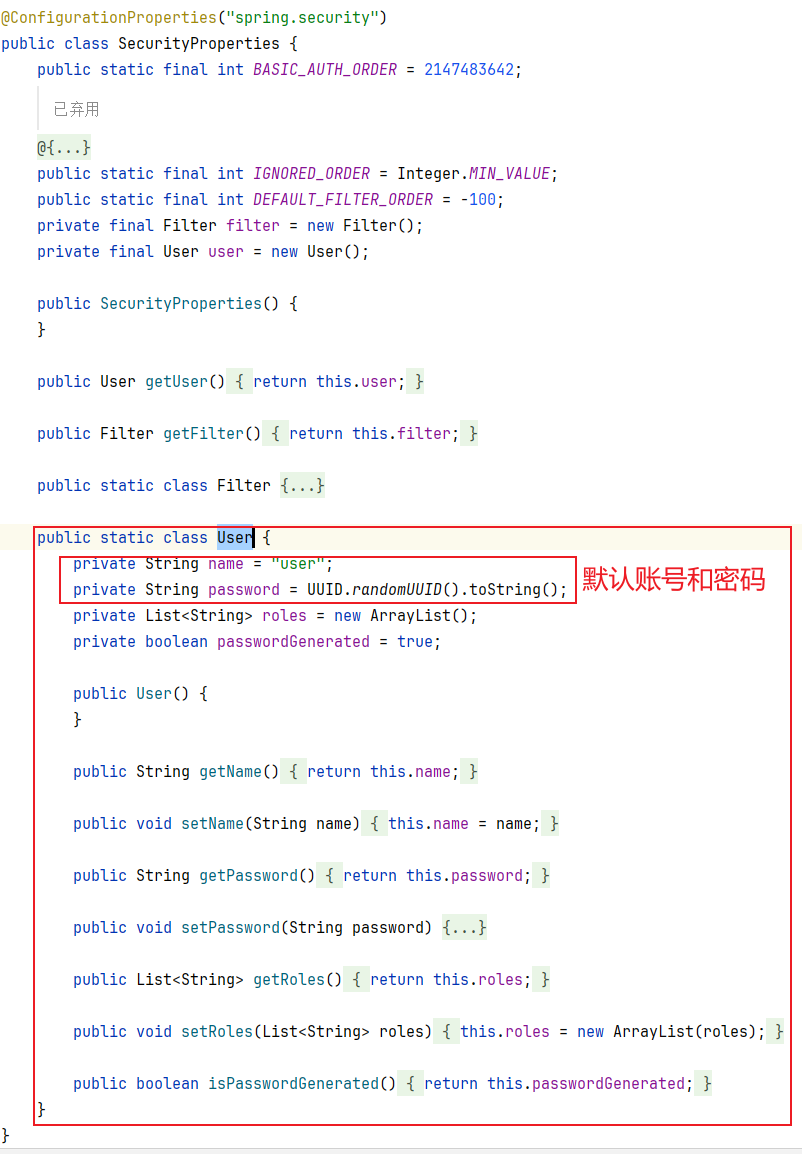 @ConfigurationProperties("spring.security")
public class SecurityProperties {
public static final int BASIC_AUTH_ORDER = 2147483642;
已弃用
@{...}
public static final int IGNORED_ORDER = Integer.MIN_VALUE;
public static final int DEFAULT_FILTER_ORDER = -100;
private final Filter filter = new Filter();
private final User user = new User();
public SecurityProperties() {
}
public User getUser() { return this.user; }
public Filter getFilter() { return this.filter; }
public static class Filter {...}
public static class User {
private String name = "user";
private String password = UUID.randomUUID().toString(); 默认账号和密码
private List<String> roles = new ArrayList();
private boolean passwordGenerated = true;
public User() {
}
public String getName() { return this.name; }
public void setName(String name) { this.name = name; }
public String getPassword() { return this.password; }
public void setPassword(String password) {...}
public List<String> getRoles() { return this.roles; }
public void setRoles(List<String> roles) { this.roles = new ArrayList(roles); }
public boolean isPasswordGenerated() { return this.passwordGenerated; }
}
}